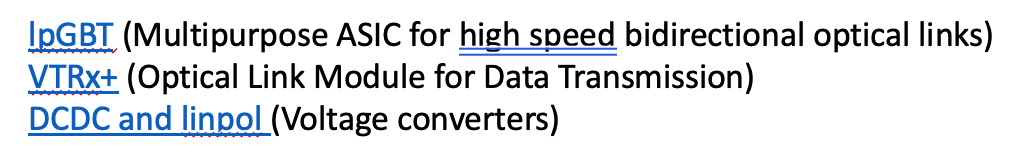 lpGBT (Multipurpose ASIC for high speed bidirectional optical links)
VTRx+ (Optical Link Module for Data Transmission)
DCDC and linpol (Voltage converters)